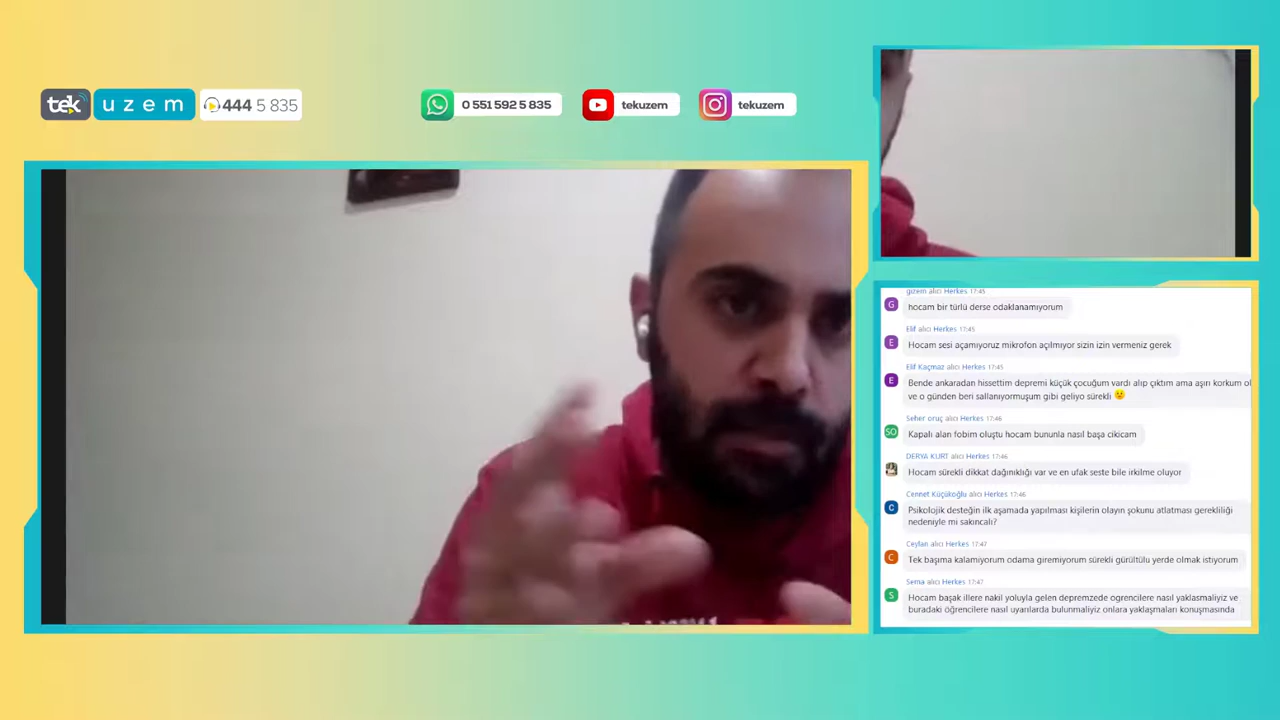 tek uzem 444 5 835
0 551 592 5 835
tekuzem
tekuzem
gizem alıcı Herkes 17:45
G
hocam bir türlü derse odaklanamıyorum
Elif alıcı Herkes 17:45
E
Hocam sesi açamıyoruz mikrofon açılmıyor sizin izin vermeniz gerek
Elif Kaçmaz alıcı Herkes 17:45
E
Bende ankaradan hissettim depremi küçük çocuğum vardı alıp çıktım ama aşırı korkum ol
ve o günden beri sallanıyormuşum gibi geliyo sürekli
Seher oruç alıcı Herkes 17:46
SO
Kapalı alan fobim oluştu hocam bununla nasıl başa cikicam
DERYA KURT alıcı Herkes 17:46
Hocam sürekli dikkat dağınıklığı var ve en ufak seste bile irkilme oluyor
Cennet Küçükoğlu alıcı Herkes 17:46
C
Psikolojik desteğin ilk aşamada yapılması kişilerin olayın şokunu atlatması gerekliliği
nedeniyle mi sakıncalı?
Ceylan alıcı Herkes 17:47
C
Tek başıma kalamıyorum odama giremiyorum sürekli gürültülü yerde olmak istiyorum
Sema alıcı Herkes 17:47
S
Hocam başak illere nakil yoluyla gelen depremzede ogrencilere nasıl yaklasmaliyiz ve
buradaki öğrencilere nasıl uyarılarda bulunmaliyiz onlara yaklaşmaları konuşmasında